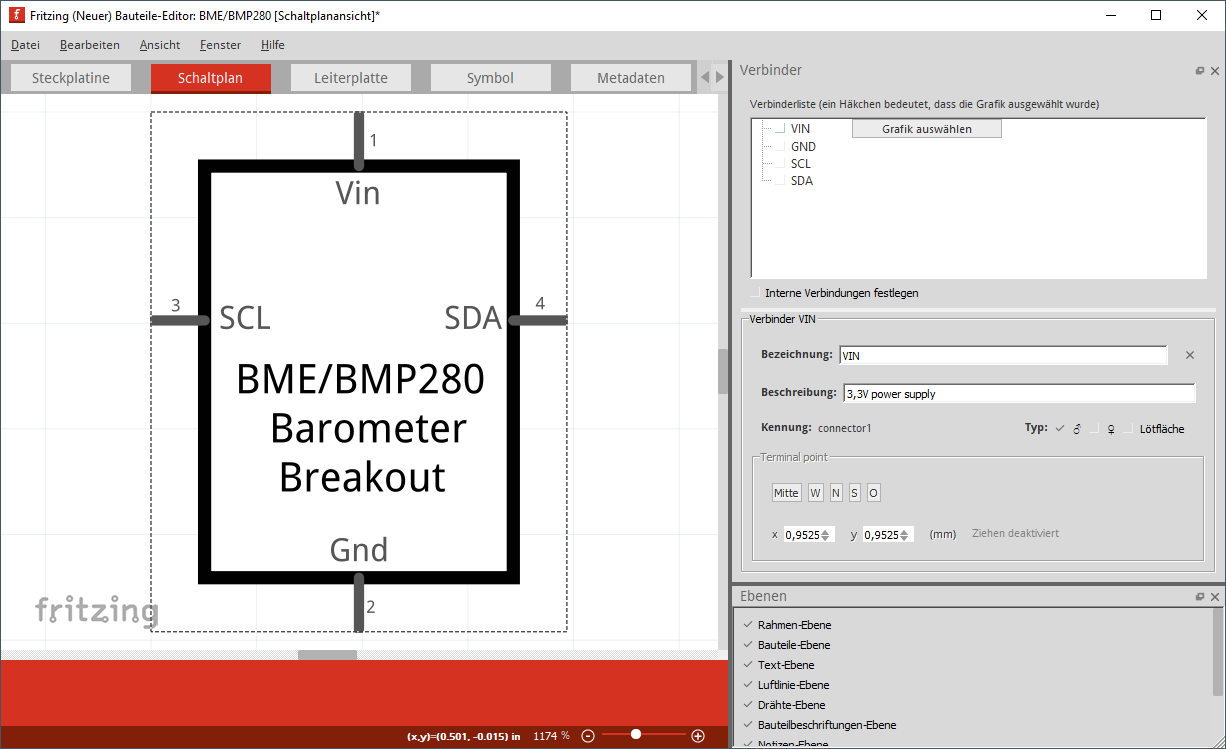 Fritzing (Neuer) Bauteile-Editor: BME/BMP280 [Schaltplanansicht]*
Datei Bearbeiten Ansicht Fenster Hilfe
Steckplatine Schaltplan Leiterplatte Symbol Metadaten
1
Vin
3 SCL SDA 4
BME/BMP280
Barometer
Breakout
Gnd
2
fritzing
(x,y)=(0.501, -0.015) in 1174 %
Verbinder
Verbinderliste (ein Häkchen bedeutet, dass die Grafik ausgewählt wurde)
VIN Grafik auswählen
GND
SCL
SDA
Interne Verbindungen festlegen
Verbinder VIN
Bezeichnung: VIN
Beschreibung: 3,3V power supply
Kennung: connector1 Typ: ♂ ♀ Lötfläche
Terminal point
Mitte W N S O
x 0,9525 y 0,9525 (mm) Ziehen deaktiviert
Ebenen
Rahmen-Ebene
Bauteile-Ebene
Text-Ebene
Luftlinie-Ebene
Drähte-Ebene
Bauteilbeschriftungen-Ebene
Notizen-Ebene